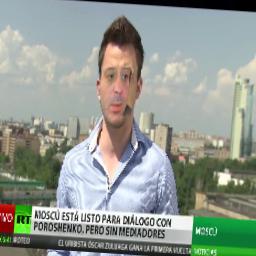 MOSCÚ ESTÁ LISTO PARA DIÁLOGO CON
POROSHENKO, PERO SIN MEDIADORES
MOSCÚ
VIVO RT
EL URIBISTA ÓSCAR ZULUAGA GANA LA PRIMERA VUELTA